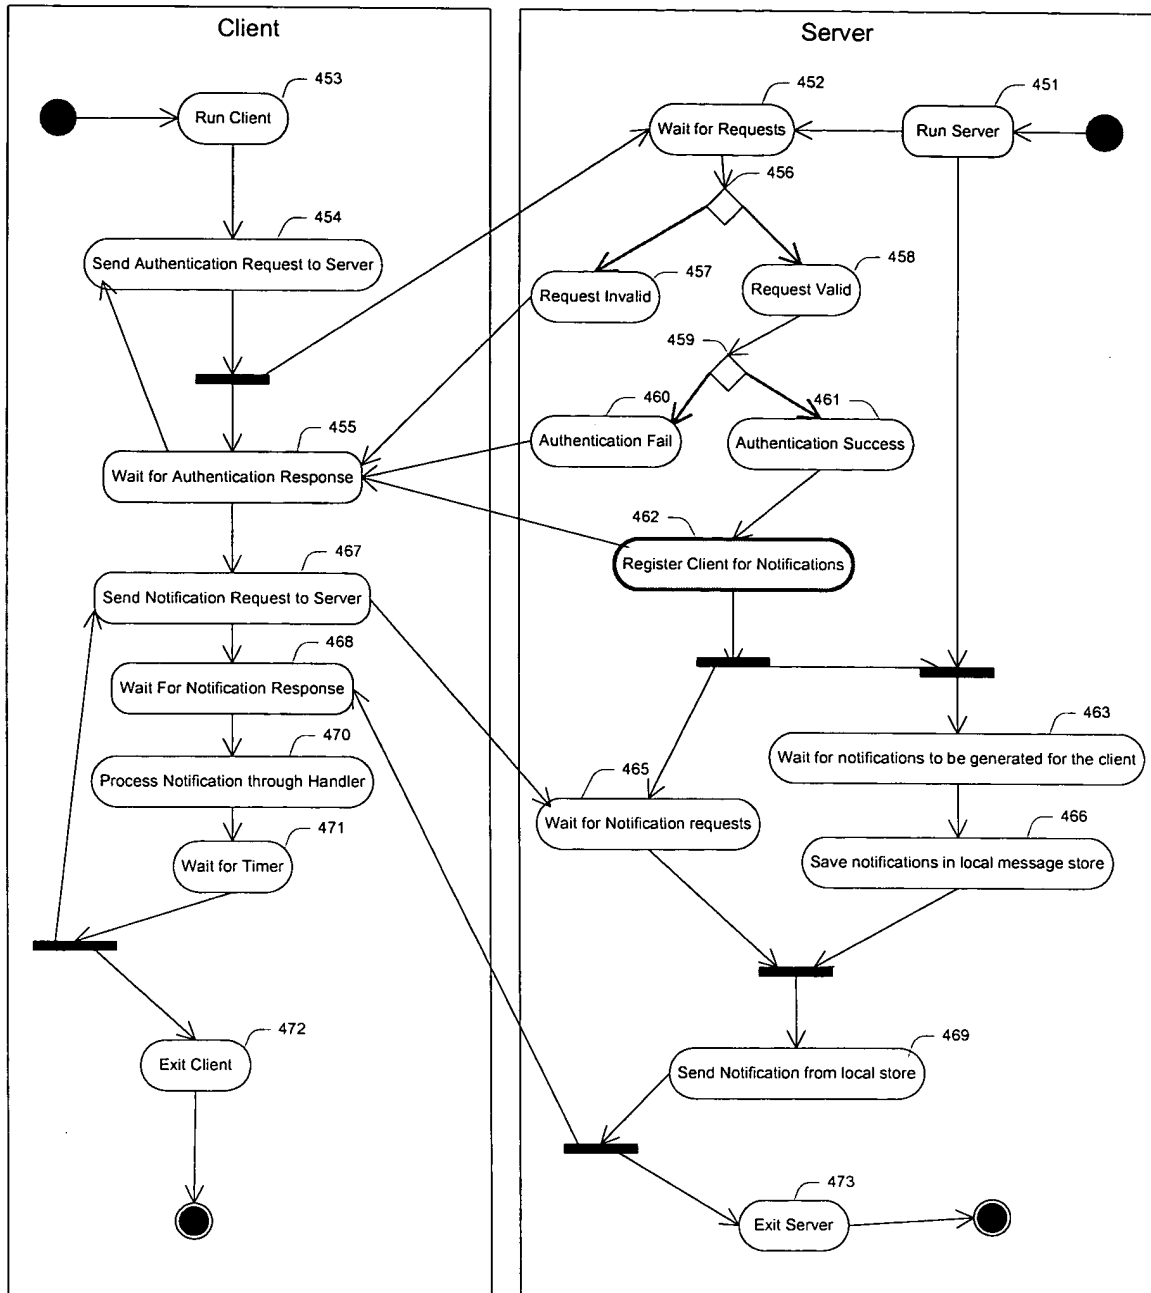 Client
453
Run Client
454
Send Authentication Request to Server
455
Wait for Authentication Response
467
Send Notification Request to Server
468
Wait For Notification Response
470
Process Notification through Handler
471
Wait for Timer
472
Exit Client
Server
452
Wait for Requests
451
Run Server
456
457
Request Invalid
458
Request Valid
459
460
Authentication Fail
461
Authentication Success
462
Register Client for Notifications
463
Wait for notifications to be generated for the client
465
Wait for Notification requests
466
Save notifications in local message store
469
Send Notification from local store
473
Exit Server